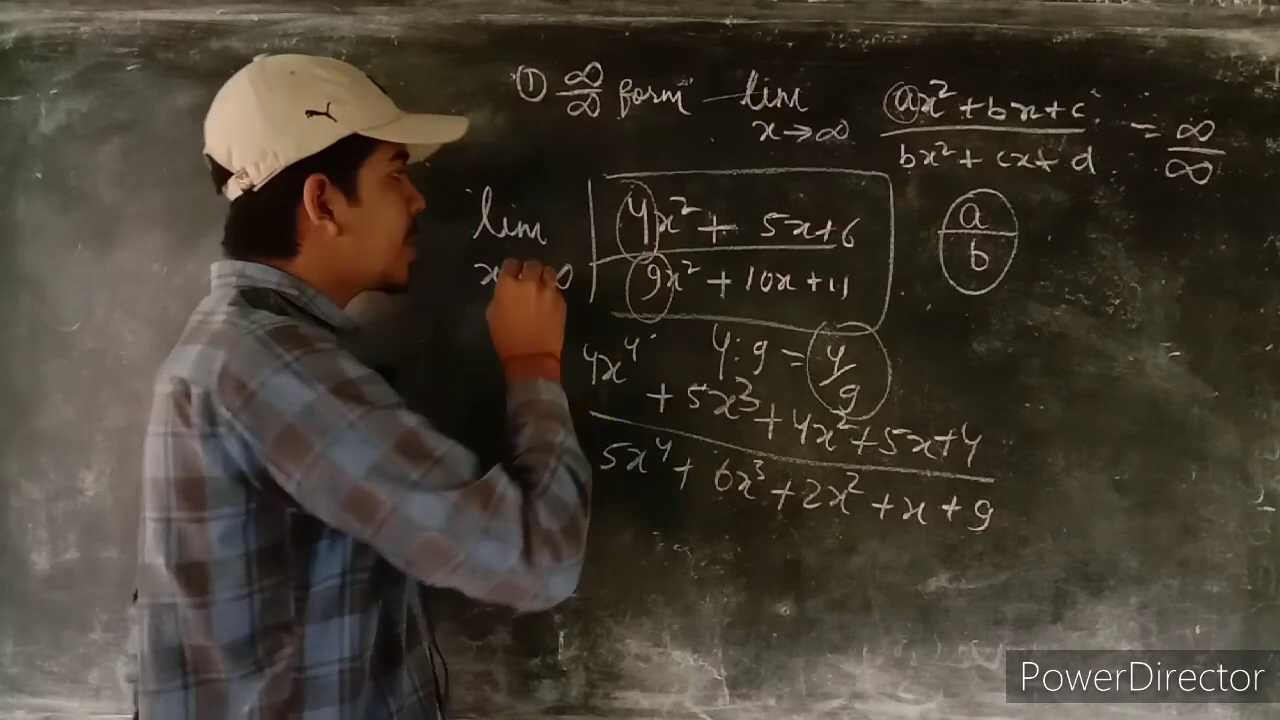 ① ∞/∞ form - lim x→∞ ax² + bx + c / bx² + cx + d = ∞/∞
lim x→∞ 4x² + 5x + 6 / 9x² + 10x + 11
a/b
4:9 = 4/9
4x⁴ + 5x³ + 4x² + 5x + 4
5x⁴ + 6x³ + 2x² + x + 9
PowerDirector